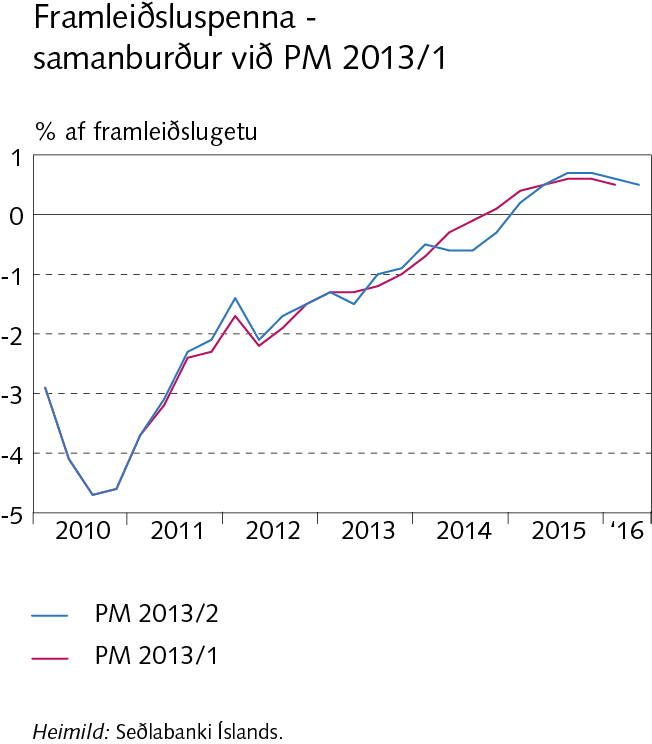 Framleiðsluspenna -
samanburður við PM 2013/1
% af framleiðslugetu
1
0
-1
-2
-3
-4
-5
2010 2011 2012 2013 2014 2015 ‘16
PM 2013/2
PM 2013/1
Heimild: Seðlabanki Íslands.